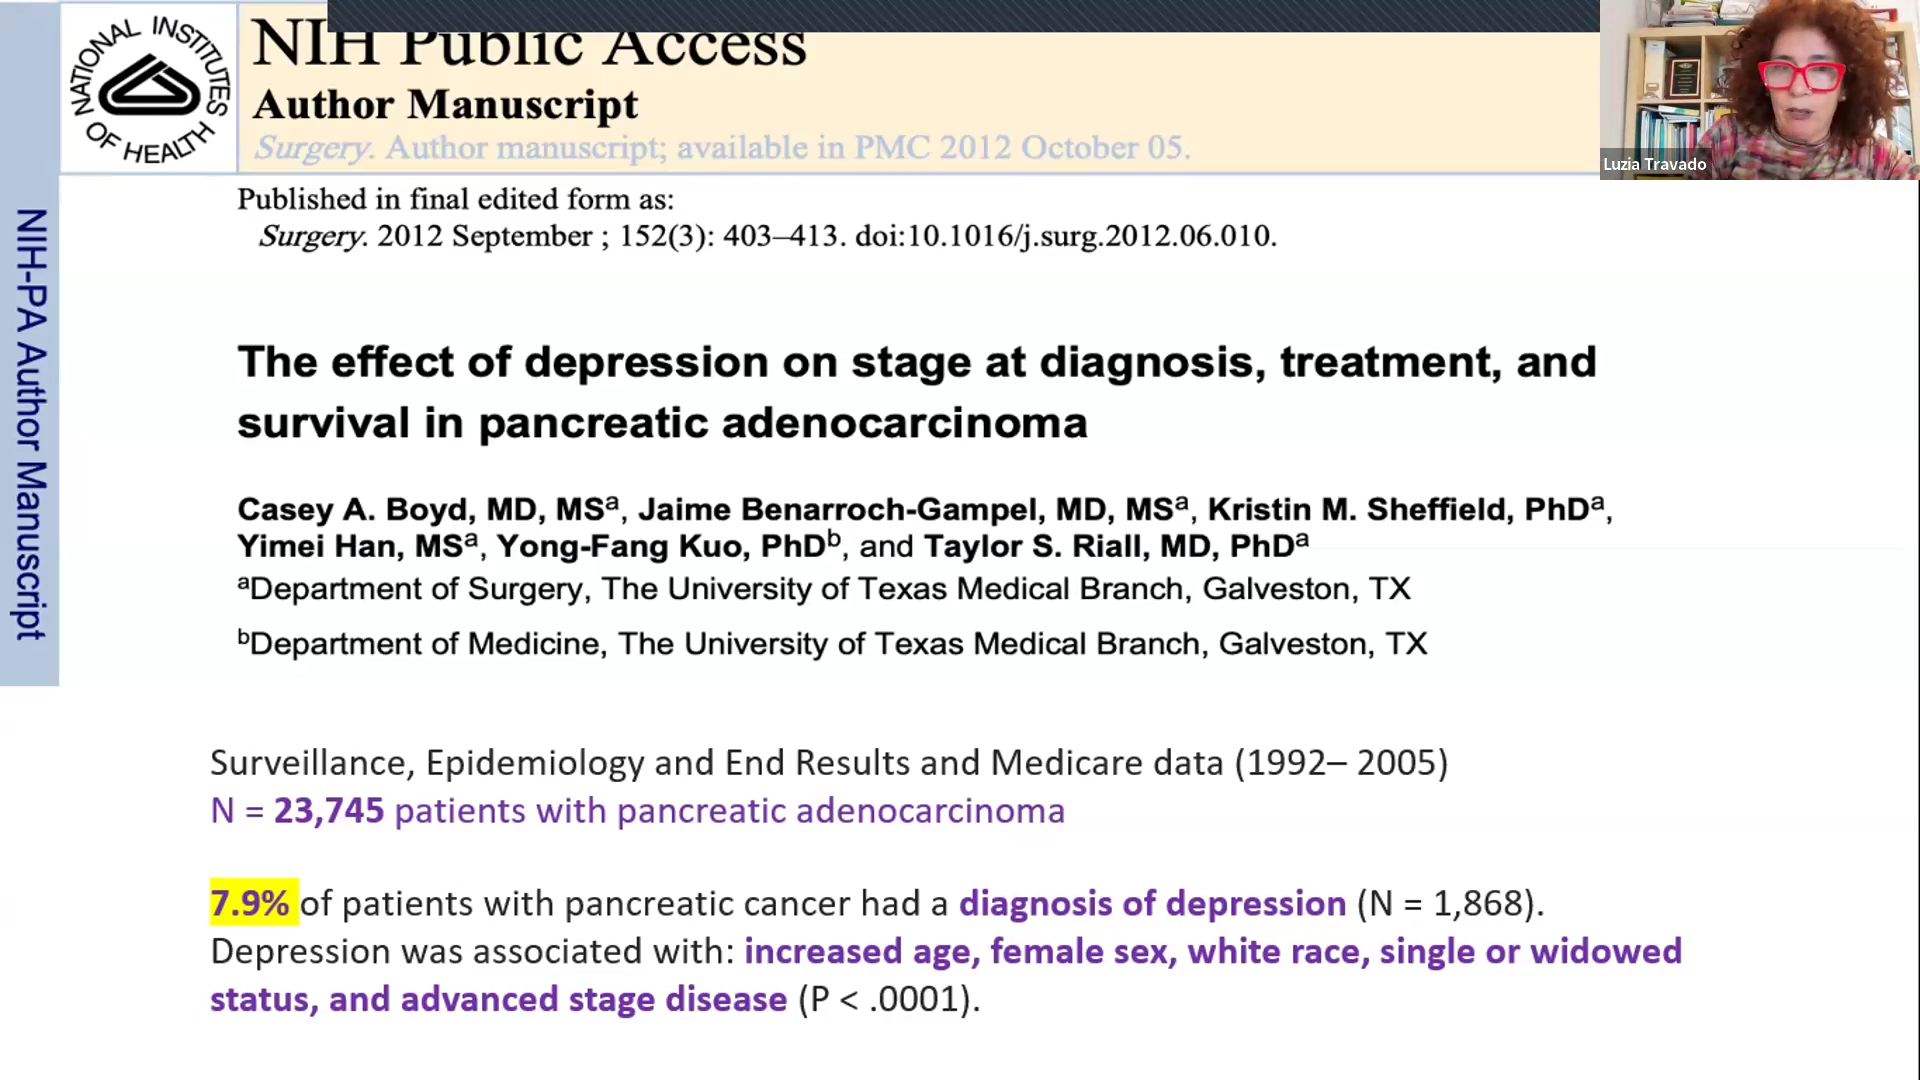 NATIONAL INSTITUTES OF HEALTH
NIH Public Access
Author Manuscript
Surgery. Author manuscript; available in PMC 2012 October 05.
Luzia Travado
NIH-PA Author Manuscript
Published in final edited form as:
Surgery. 2012 September ; 152(3): 403–413. doi:10.1016/j.surg.2012.06.010.
The effect of depression on stage at diagnosis, treatment, and
survival in pancreatic adenocarcinoma
Casey A. Boyd, MD, MSa, Jaime Benarroch-Gampel, MD, MSa, Kristin M. Sheffield, PhDa,
Yimei Han, MSa, Yong-Fang Kuo, PhDb, and Taylor S. Riall, MD, PhDa
aDepartment of Surgery, The University of Texas Medical Branch, Galveston, TX
bDepartment of Medicine, The University of Texas Medical Branch, Galveston, TX
Surveillance, Epidemiology and End Results and Medicare data (1992– 2005)
N = 23,745 patients with pancreatic adenocarcinoma
7.9% of patients with pancreatic cancer had a diagnosis of depression (N = 1,868).
Depression was associated with: increased age, female sex, white race, single or widowed
status, and advanced stage disease (P < .0001).